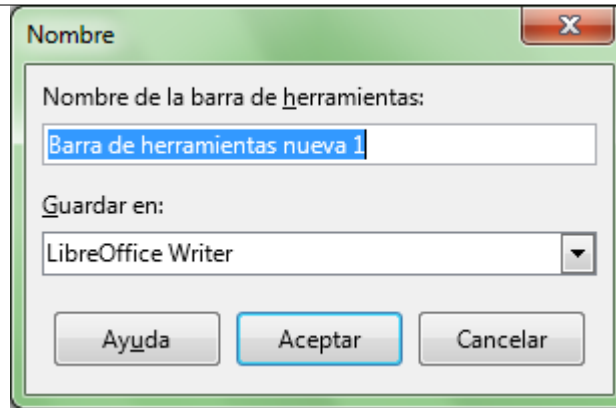 Nombre
Nombre de la barra de herramientas:
Barra de herramientas nueva 1
Guardar en:
LibreOffice Writer
Ayuda Aceptar Cancelar